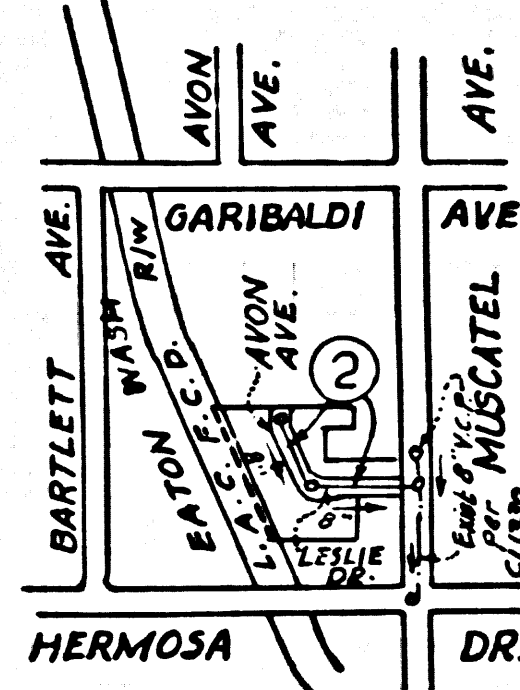 AVON
AVE.
AVE.
GARIBALDI AVE
BARTLETT AVE.
EATON WASH
L.A.C.F.C.D. R/W
AVON
AVE.
2
8"
8"
LESLIE
DR.
MUSCATEL
Exist 8" V.C.P.
per
HERMOSA DR.